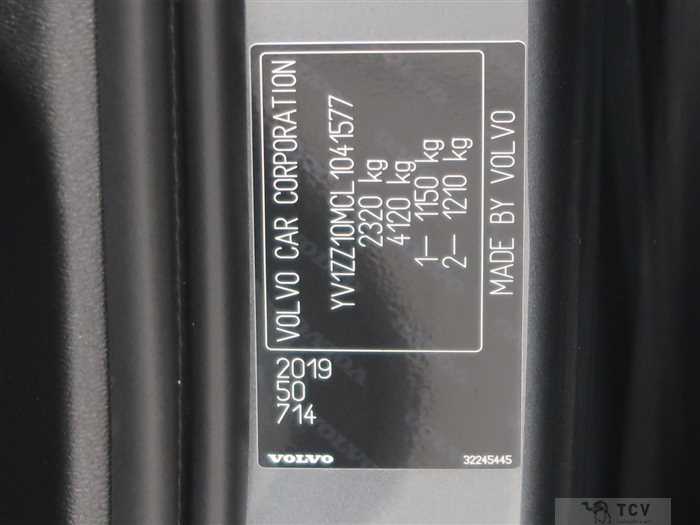 VOLVO CAR CORPORATION
YV1ZZ10MCL1041577
2320 kg
4120 kg
1— 1150 kg
2— 1210 kg
MADE BY VOLVO
2019
50
714
VOLVO
32245445
TCV